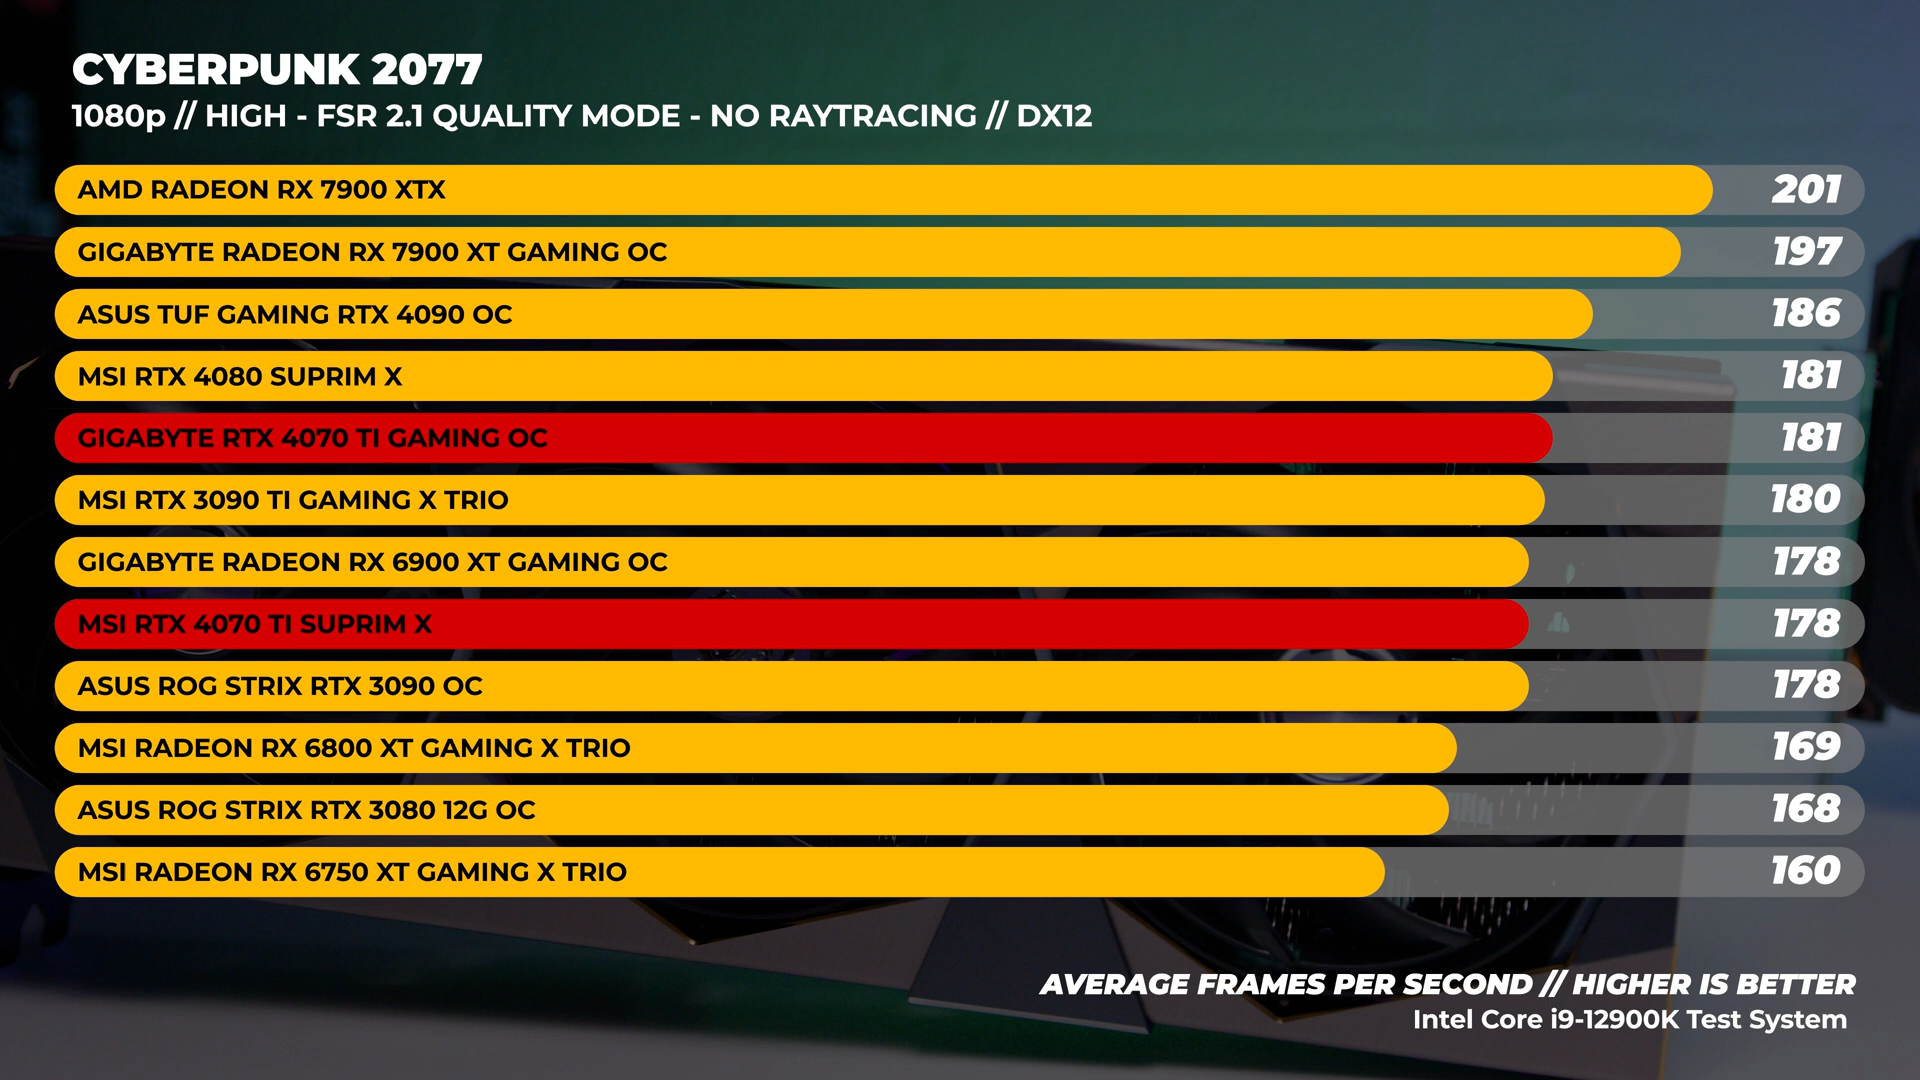 CYBERPUNK 2077
1080p // HIGH - FSR 2.1 QUALITY MODE - NO RAYTRACING // DX12
AMD RADEON RX 7900 XTX 201
GIGABYTE RADEON RX 7900 XT GAMING OC 197
ASUS TUF GAMING RTX 4090 OC 186
MSI RTX 4080 SUPRIM X 181
GIGABYTE RTX 4070 TI GAMING OC 181
MSI RTX 3090 TI GAMING X TRIO 180
GIGABYTE RADEON RX 6900 XT GAMING OC 178
MSI RTX 4070 TI SUPRIM X 178
ASUS ROG STRIX RTX 3090 OC 178
MSI RADEON RX 6800 XT GAMING X TRIO 169
ASUS ROG STRIX RTX 3080 12G OC 168
MSI RADEON RX 6750 XT GAMING X TRIO 160
AVERAGE FRAMES PER SECOND // HIGHER IS BETTER
Intel Core i9-12900K Test System